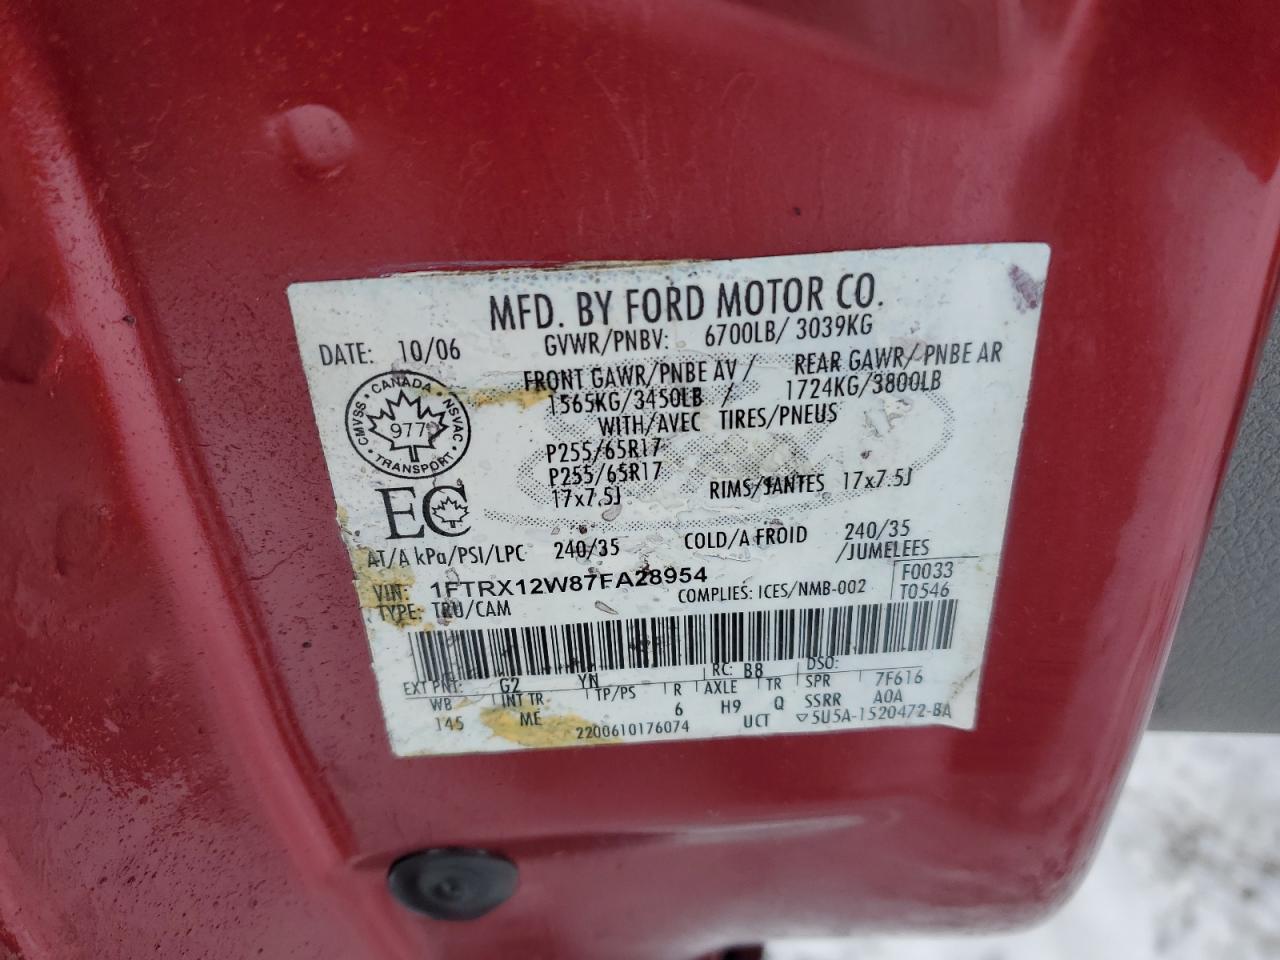 MFD. BY FORD MOTOR CO.
DATE: 10/06 GVWR/PNBV: 6700LB/ 3039KG
FRONT GAWR/PNBE AV / REAR GAWR/ PNBE AR
1565KG/3450LB / 1724KG/3800LB
WITH/AVEC TIRES/PNEUS
CANADA
CMVSS 977 NSVAC
TRANSPORT
P255/65R17
P255/65R17
17x7.5J RIMS/JANTES 17x7.5J
EC
AT/A kPa/PSI/LPC 240/35 COLD/A FROID 240/35
/JUMELEES
VIN: 1FTRX12W87FA28954 F0033
TYPE: TRU/CAM COMPLIES: ICES/NMB-002 T0546
EXT PNT: G2 YN RC: B8 DSO:
WB INT TR TP/PS R AXLE TR SPR 7F616
145 ME 6 H9 Q SSRR A0A
2200610176074 UCT ▽5U5A-1520472-BA